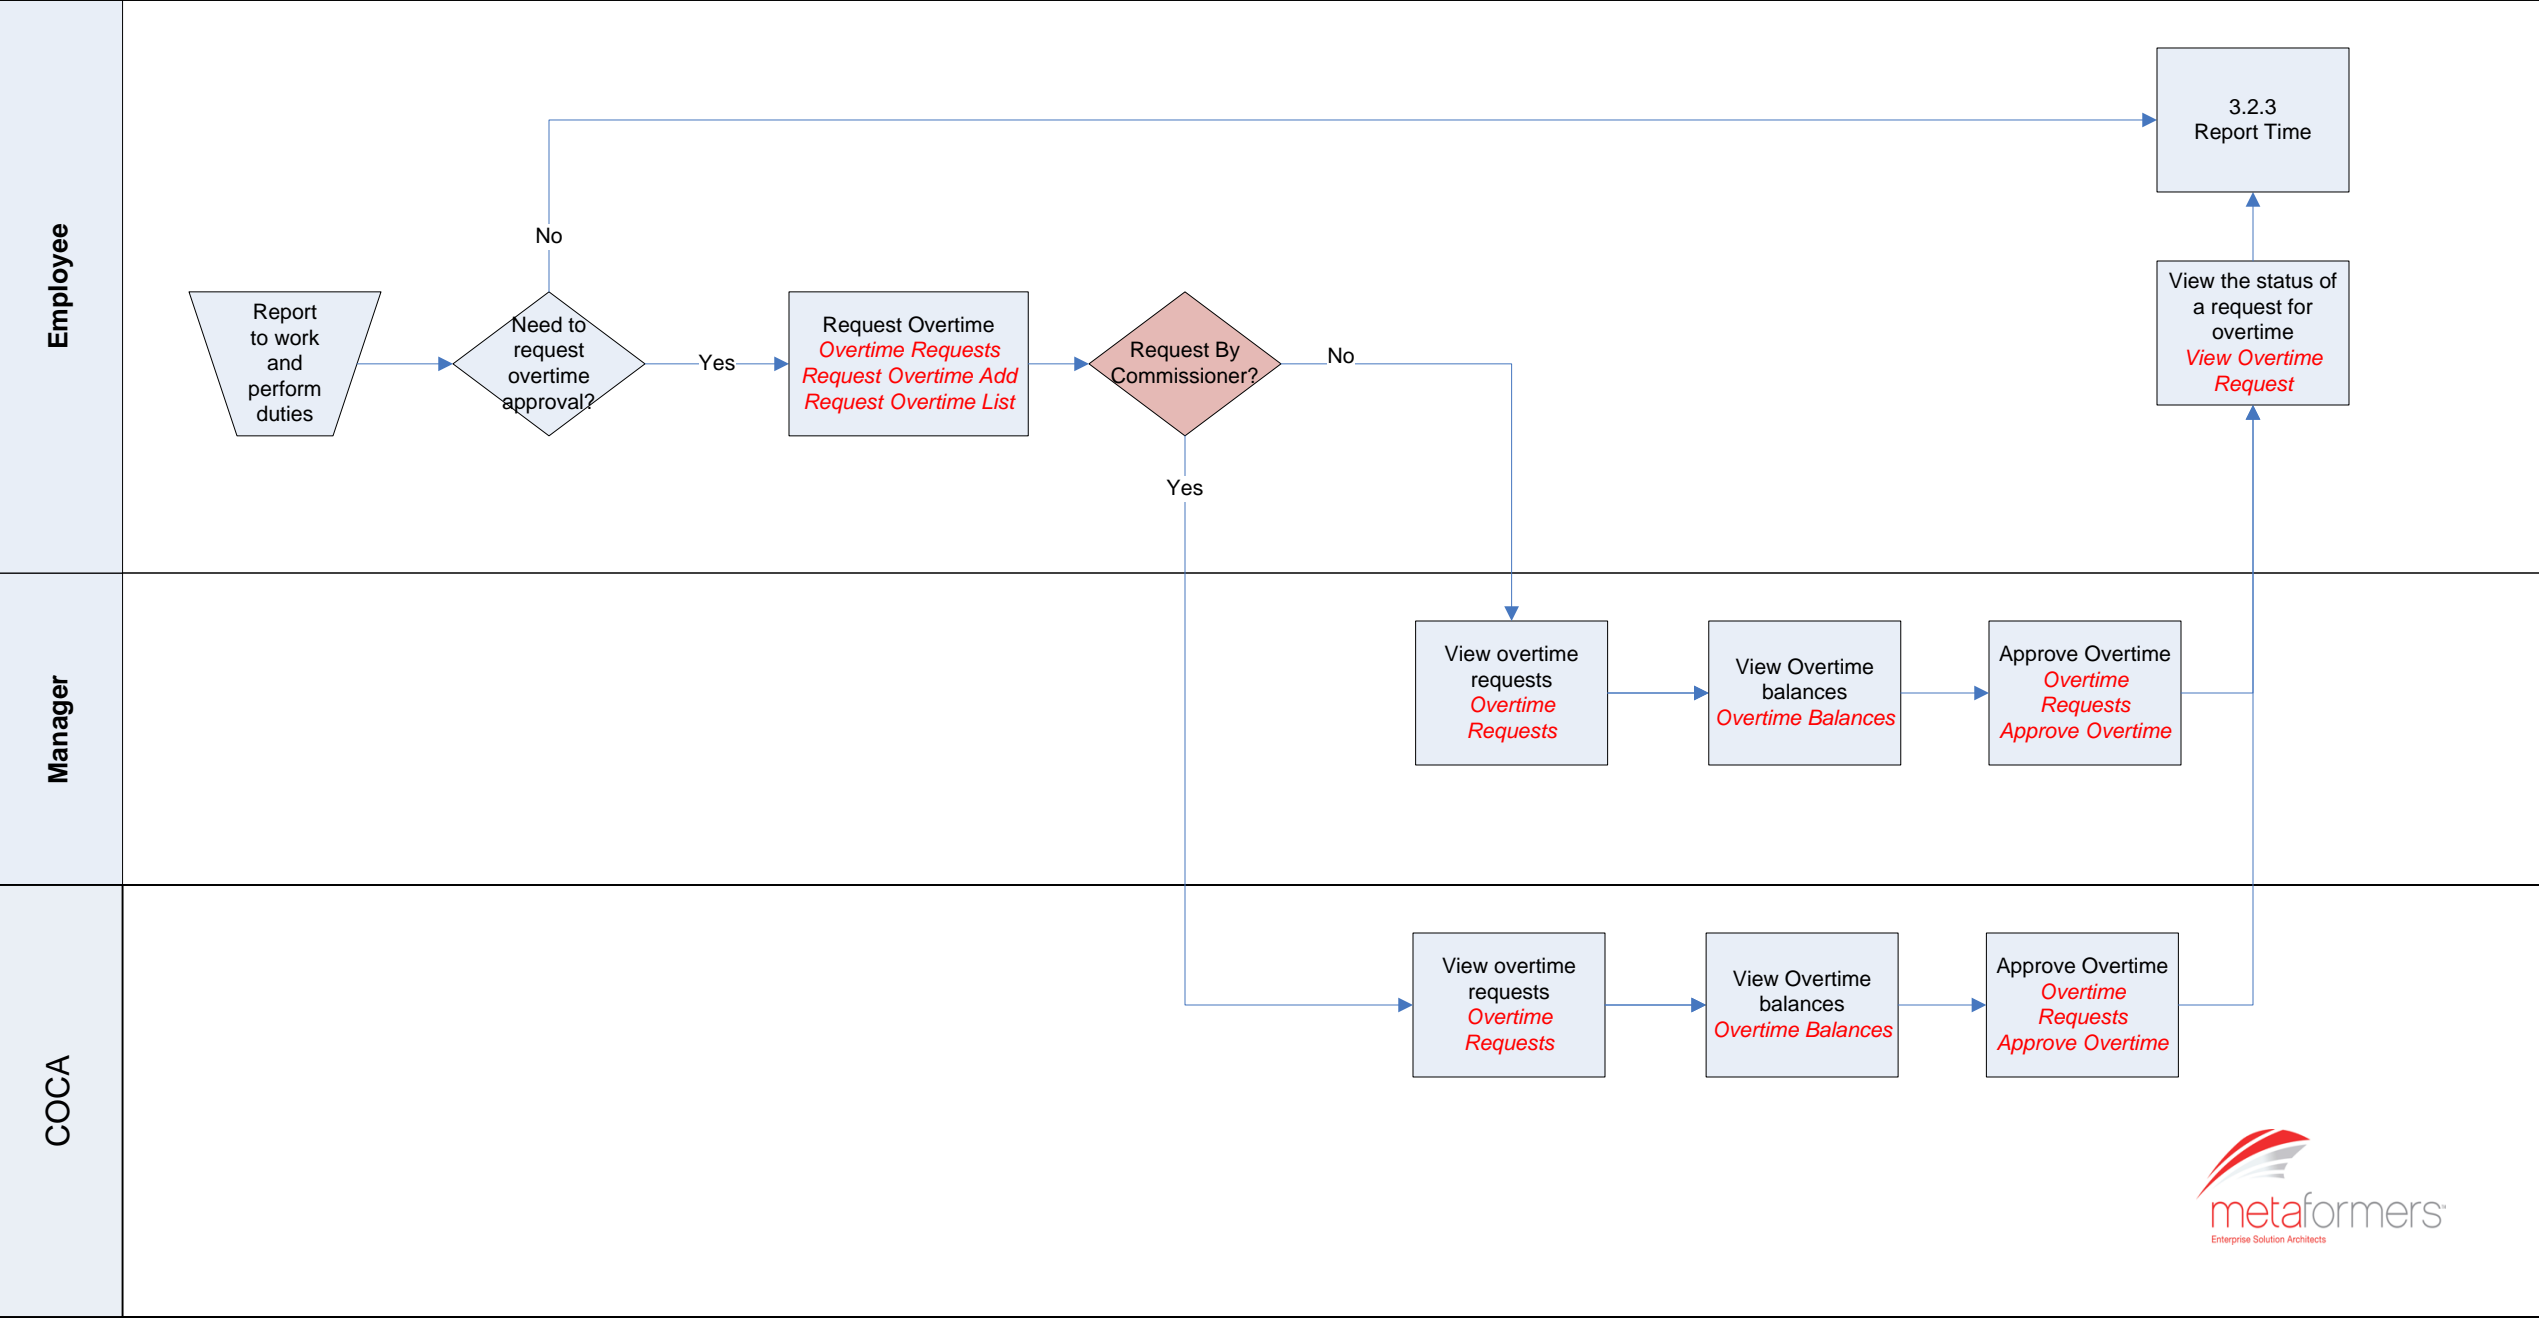 Employee
3.2.3
Report Time
No
Report
to work
and
perform
duties
Need to
request
overtime
approval?
Yes
Request Overtime
Overtime Requests
Request Overtime Add
Request Overtime List
Request By
Commissioner?
No
Yes
View the status of
a request for
overtime
View Overtime
Request
Manager
View overtime
requests
Overtime
Requests
View Overtime
balances
Overtime Balances
Approve Overtime
Overtime
Requests
Approve Overtime
COCA
View overtime
requests
Overtime
Requests
View Overtime
balances
Overtime Balances
Approve Overtime
Overtime
Requests
Approve Overtime
metaformers™
Enterprise Solution Architects